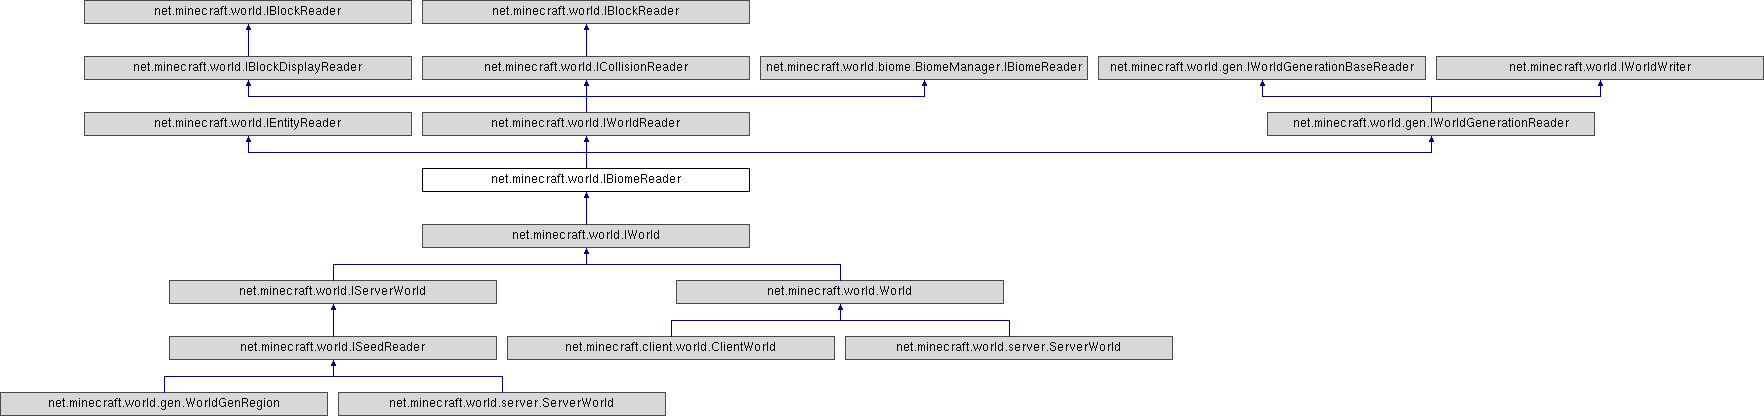 net.minecraft.world.IBlockReader
net.minecraft.world.IBlockReader
net.minecraft.world.IBlockDisplayReader
net.minecraft.world.ICollisionReader
net.minecraft.world.biome.BiomeManager.IBiomeReader
net.minecraft.world.gen.IWorldGenerationBaseReader
net.minecraft.world.IWorldWriter
net.minecraft.world.IEntityReader
net.minecraft.world.IWorldReader
net.minecraft.world.gen.IWorldGenerationReader
net.minecraft.world.IBiomeReader
net.minecraft.world.IWorld
net.minecraft.world.IServerWorld
net.minecraft.world.World
net.minecraft.world.ISeedReader
net.minecraft.client.world.ClientWorld
net.minecraft.world.server.ServerWorld
net.minecraft.world.gen.WorldGenRegion
net.minecraft.world.server.ServerWorld